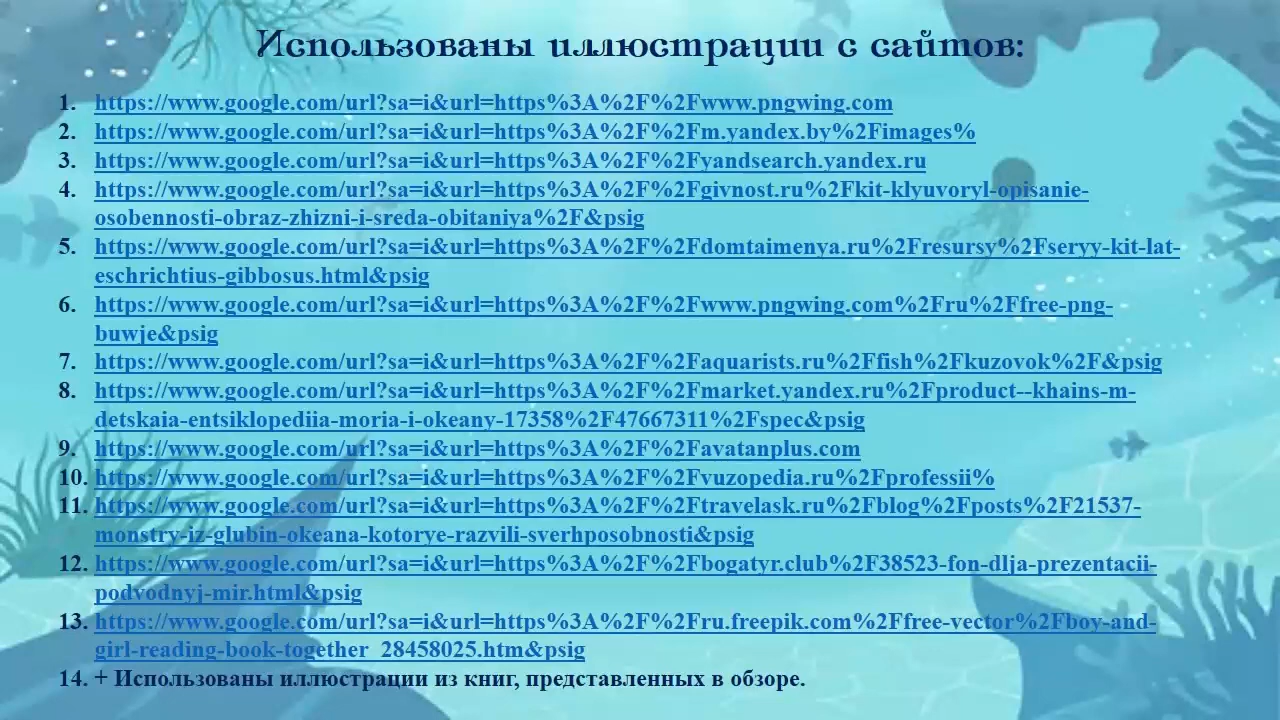 Использованы иллюстрации с сайтов:
1. https://www.google.com/url?sa=i&url=https%3A%2F%2Fwww.pngwing.com
2. https://www.google.com/url?sa=i&url=https%3A%2F%2Fm.yandex.by%2Fimages%
3. https://www.google.com/url?sa=i&url=https%3A%2F%2Fyandsearch.yandex.ru
4. https://www.google.com/url?sa=i&url=https%3A%2F%2Fgivnost.ru%2Fkit-klyuvoryl-opisanie-
osobennosti-obraz-zhizni-i-sreda-obitaniya%2F&psig
5. https://www.google.com/url?sa=i&url=https%3A%2F%2Fdomtaimenya.ru%2Fresursy%2Fseryy-kit-lat-
eschrichtius-gibbosus.html&psig
6. https://www.google.com/url?sa=i&url=https%3A%2F%2Fwww.pngwing.com%2Fru%2Ffree-png-
buwje&psig
7. https://www.google.com/url?sa=i&url=https%3A%2F%2Faquarists.ru%2Ffish%2Fkuzovok%2F&psig
8. https://www.google.com/url?sa=i&url=https%3A%2F%2Fmarket.yandex.ru%2Fproduct--khains-m-
detskaia-entsiklopediia-moria-i-okeany-17358%2F47667311%2Fspec&psig
9. https://www.google.com/url?sa=i&url=https%3A%2F%2Favatanplus.com
10. https://www.google.com/url?sa=i&url=https%3A%2F%2Fvuzopedia.ru%2Fprofessii%
11. https://www.google.com/url?sa=i&url=https%3A%2F%2Ftravelask.ru%2Fblog%2Fposts%2F21537-
monstry-iz-glubin-okeana-kotorye-razvili-sverhposobnosti&psig
12. https://www.google.com/url?sa=i&url=https%3A%2F%2Fbogatyr.club%2F38523-fon-dlja-prezentacii-
podvodnyj-mir.html&psig
13. https://www.google.com/url?sa=i&url=https%3A%2F%2Fru.freepik.com%2Ffree-vector%2Fboy-and-
girl-reading-book-together_28458025.htm&psig
14. + Использованы иллюстрации из книг, представленных в обзоре.